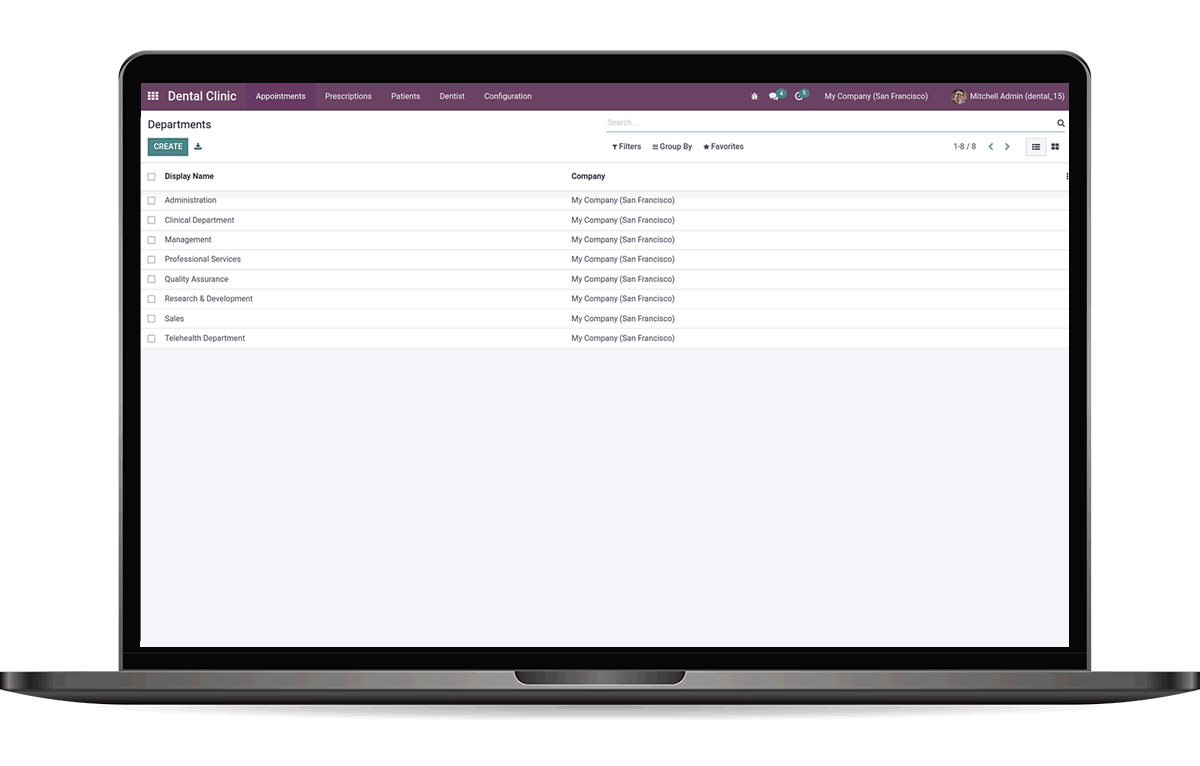 Dental Clinic Appointments Prescriptions Patients Dentist Configuration 4 5 My Company (San Francisco) Mitchell Admin (dental_15)
Departments Search...
CREATE Filters Group By Favorites 1-8 / 8
Display Name Company
Administration My Company (San Francisco)
Clinical Department My Company (San Francisco)
Management My Company (San Francisco)
Professional Services My Company (San Francisco)
Quality Assurance My Company (San Francisco)
Research & Development My Company (San Francisco)
Sales My Company (San Francisco)
Telehealth Department My Company (San Francisco)